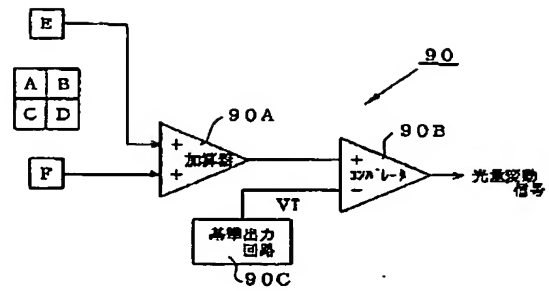 E
90
A B
C D
90A
90B
+
加算器
+
F
+
コンパレータ
-
光量変動
信号
VT
基準出力
回路
90C